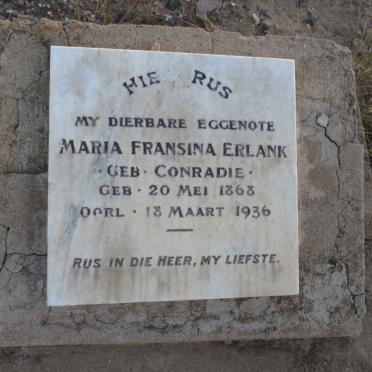 HIE RUS
MY DIERBARE EGGENOTE
MARIA FRANSINA ERLANK
· GEB · CONRADIE ·
GEB · 20 MEI 1868
OORL · 18 MAART 1936
RUS IN DIE HEER, MY LIEFSTE.